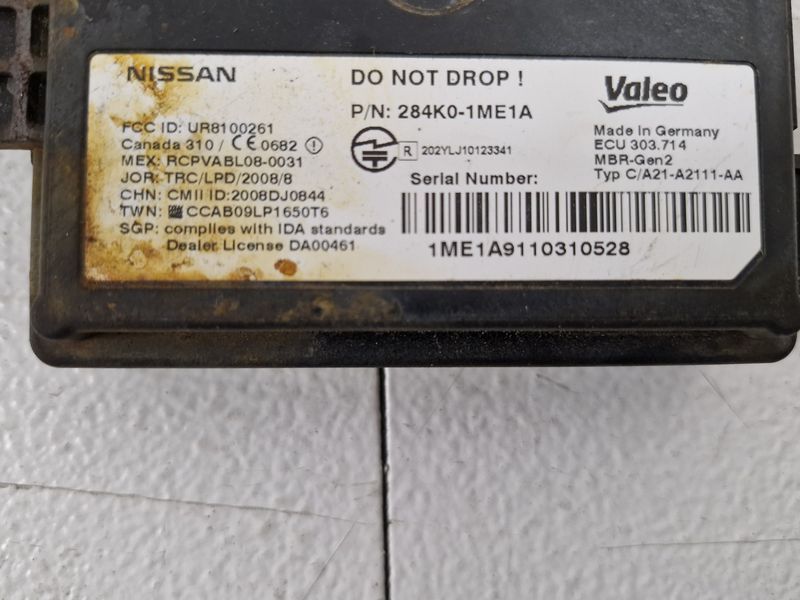 NISSAN
DO NOT DROP !
Valeo
P/N: 284K0-1ME1A
FCC ID: UR8100261
Canada 310 / CE 0682
MEX: RCPVABL08-0031
JOR: TRC/LPD/2008/8
CHN: CMII ID:2008DJ0844
TWN: CCAB09LP1650T6
SGP: complies with IDA standards
Dealer License DA00461
R 202YLJ10123341
Serial Number:
1ME1A9110310528
Made in Germany
ECU 303.714
MBR-Gen2
Typ C/A21-A2111-AA